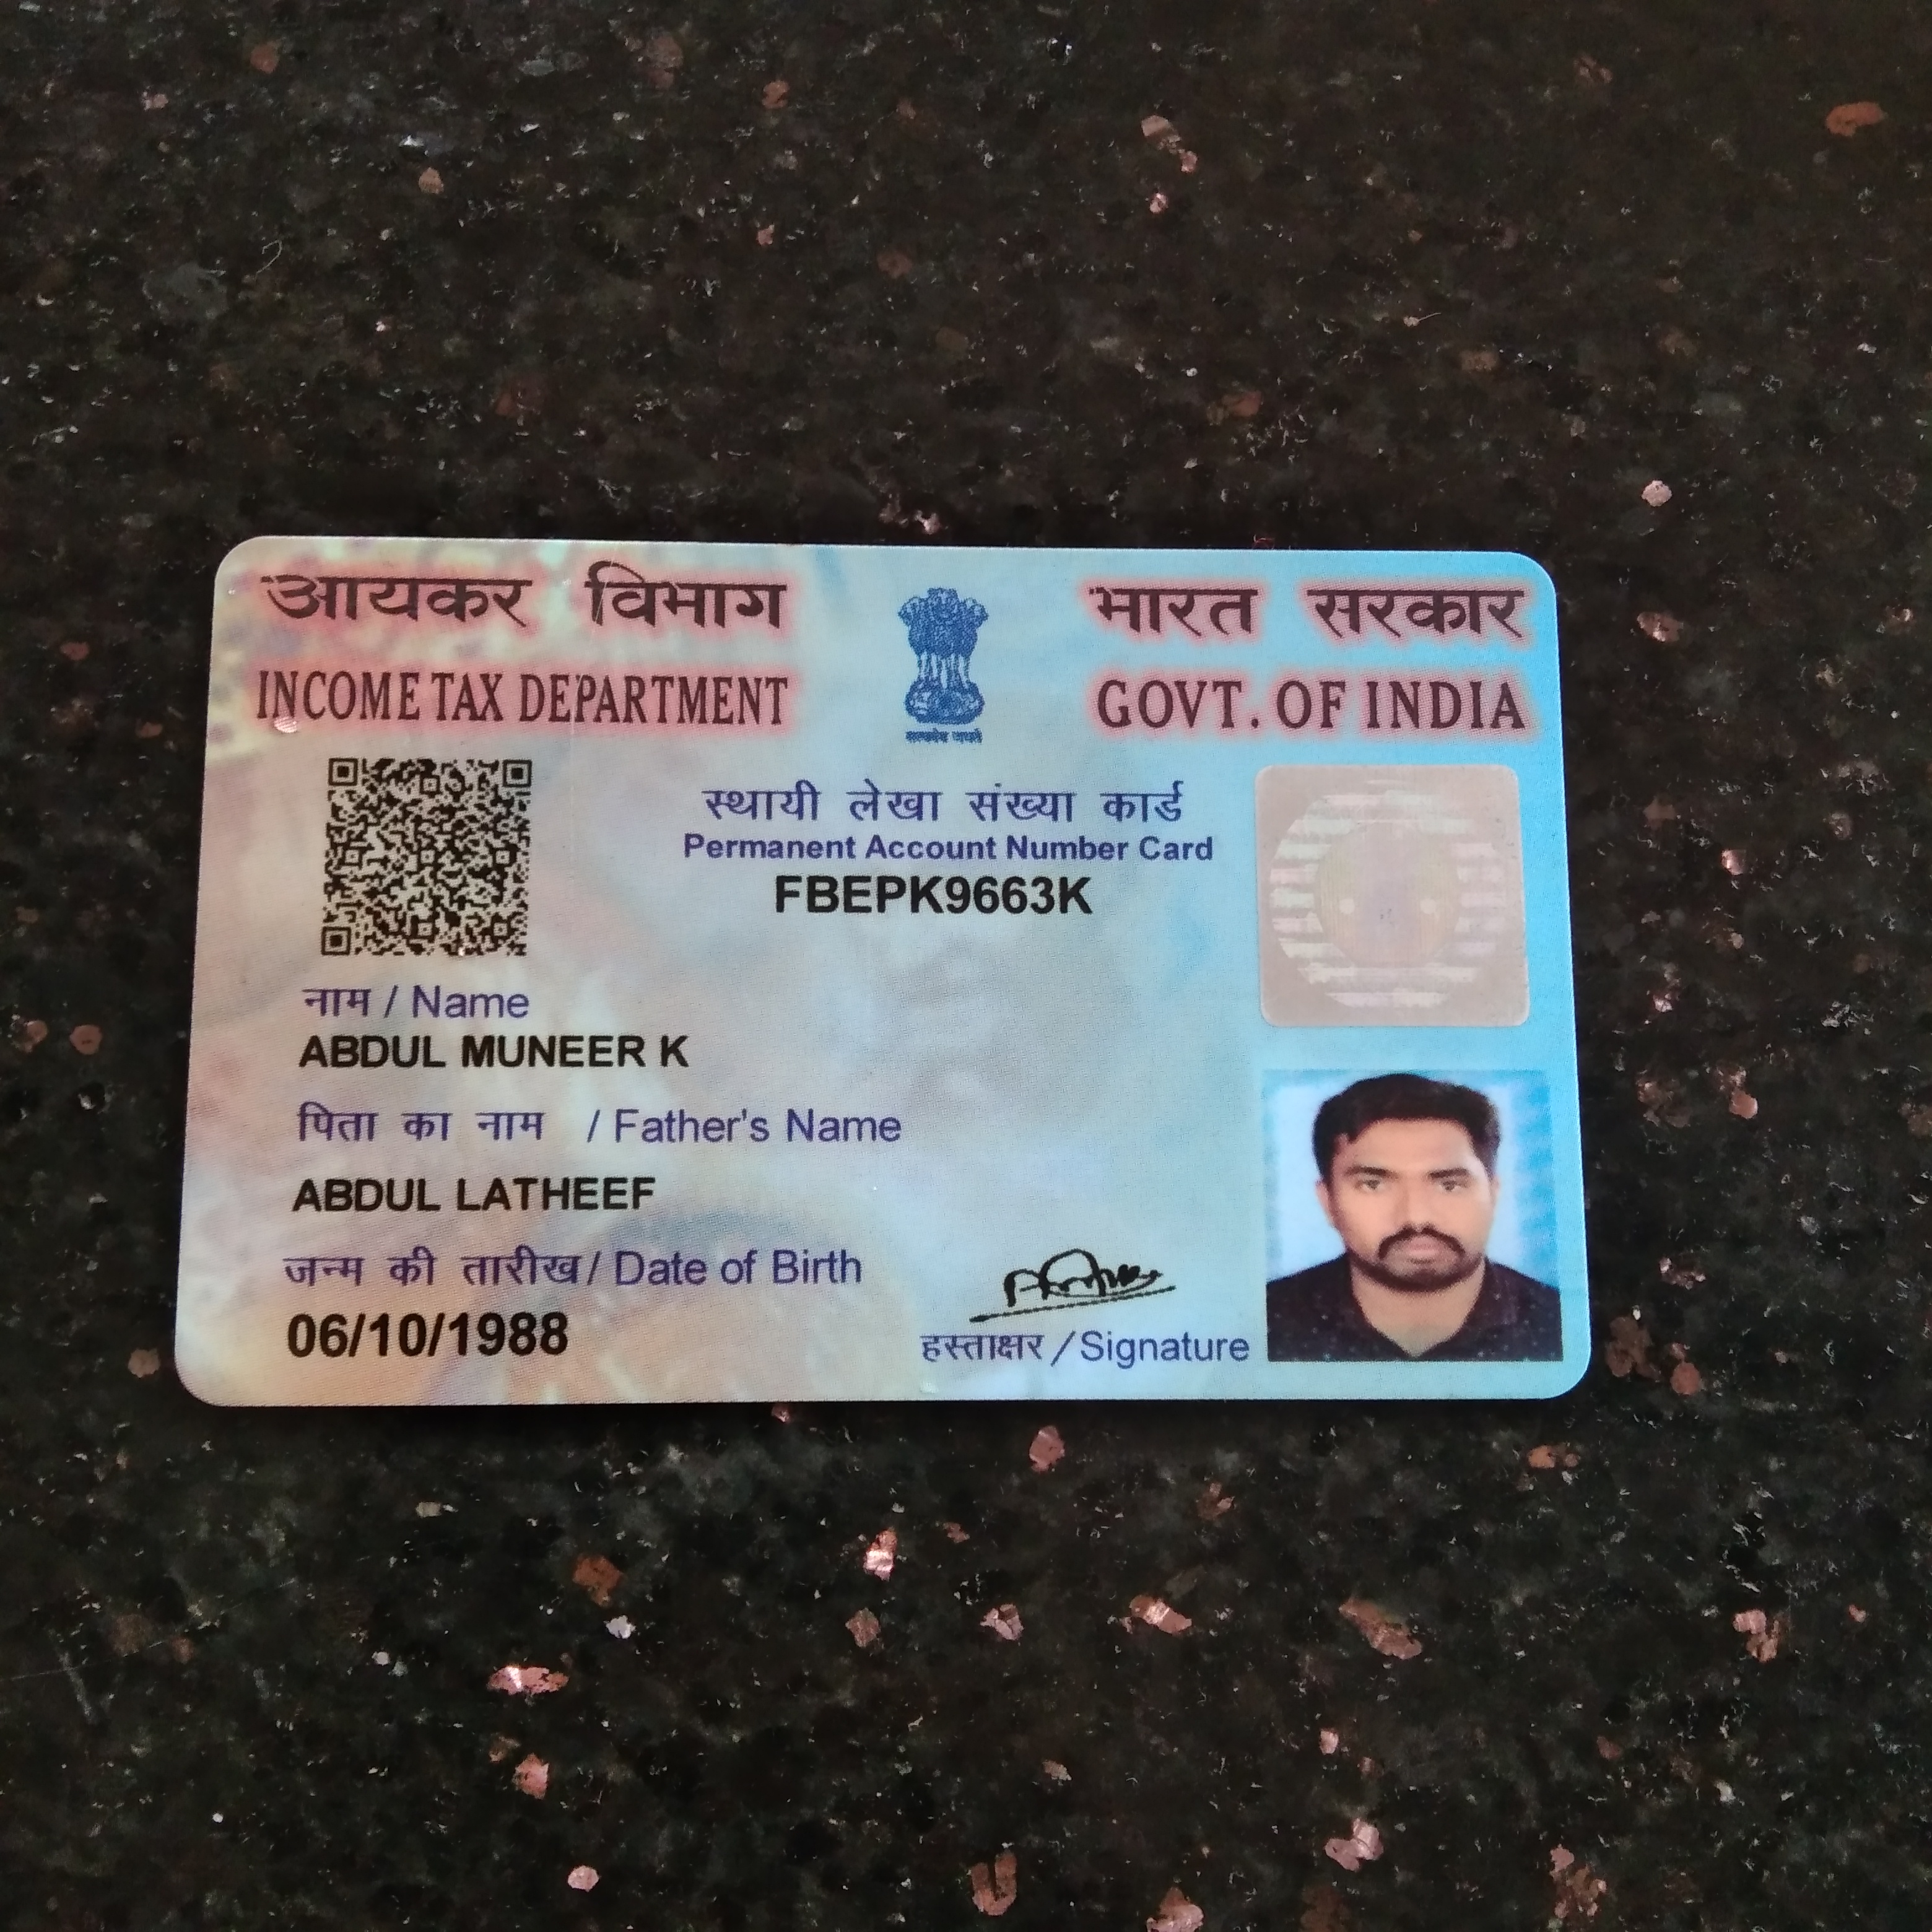 आयकर विभाग
INCOME TAX DEPARTMENT
सत्यमेव जयते
भारत सरकार
GOVT. OF INDIA
स्थायी लेखा संख्या कार्ड
Permanent Account Number Card
FBEPK9663K
नाम / Name
ABDUL MUNEER K
पिता का नाम / Father's Name
ABDUL LATHEEF
जन्म की तारीख / Date of Birth
06/10/1988
हस्ताक्षर / Signature